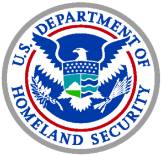 U.S. DEPARTMENT OF
HOMELAND SECURITY